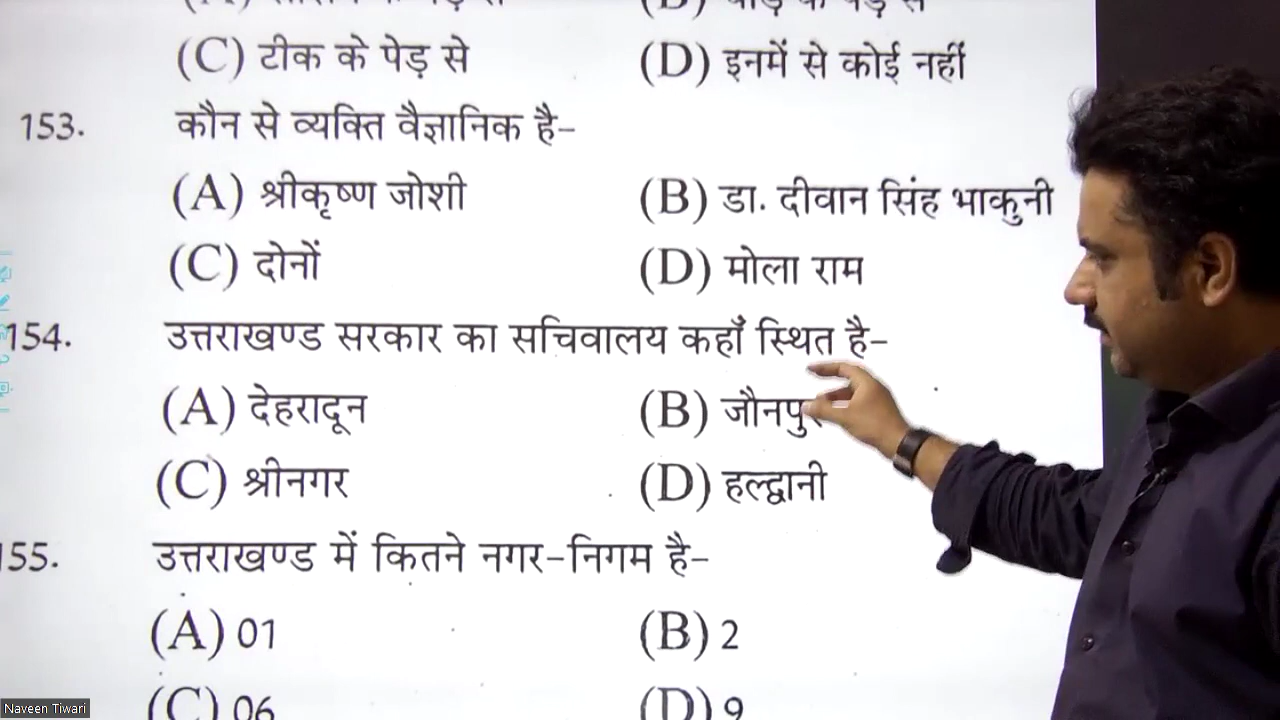 (C) टीक के पेड़ से (D) इनमें से कोई नहीं
153. कौन से व्यक्ति वैज्ञानिक है-
(A) श्रीकृष्ण जोशी (B) डा. दीवान सिंह भाकुनी
(C) दोनों (D) मोला राम
154. उत्तराखण्ड सरकार का सचिवालय कहाँ स्थित है-
(A) देहरादून (B) जौनपुर
(C) श्रीनगर (D) हल्द्वानी
155. उत्तराखण्ड में कितने नगर-निगम है-
(A) 01 (B) 2
(C) 06 (D) 9
Naveen Tiwari